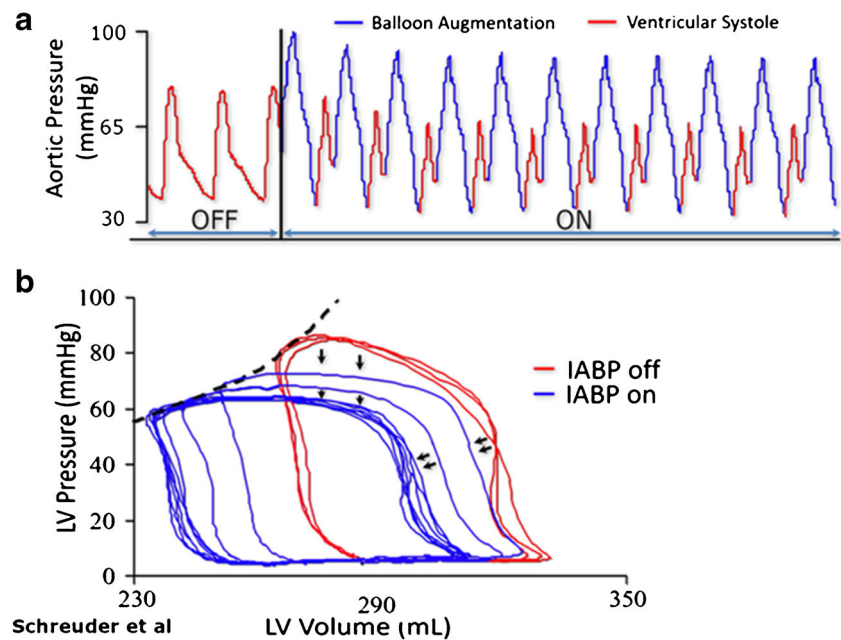 a
Balloon Augmentation
Ventricular Systole
Aortic Pressure
(mmHg)
100
65
30
OFF
ON
b
LV Pressure (mmHg)
100
80
60
40
20
0
IABP off
IABP on
230
290
350
LV Volume (mL)
Schreuder et al